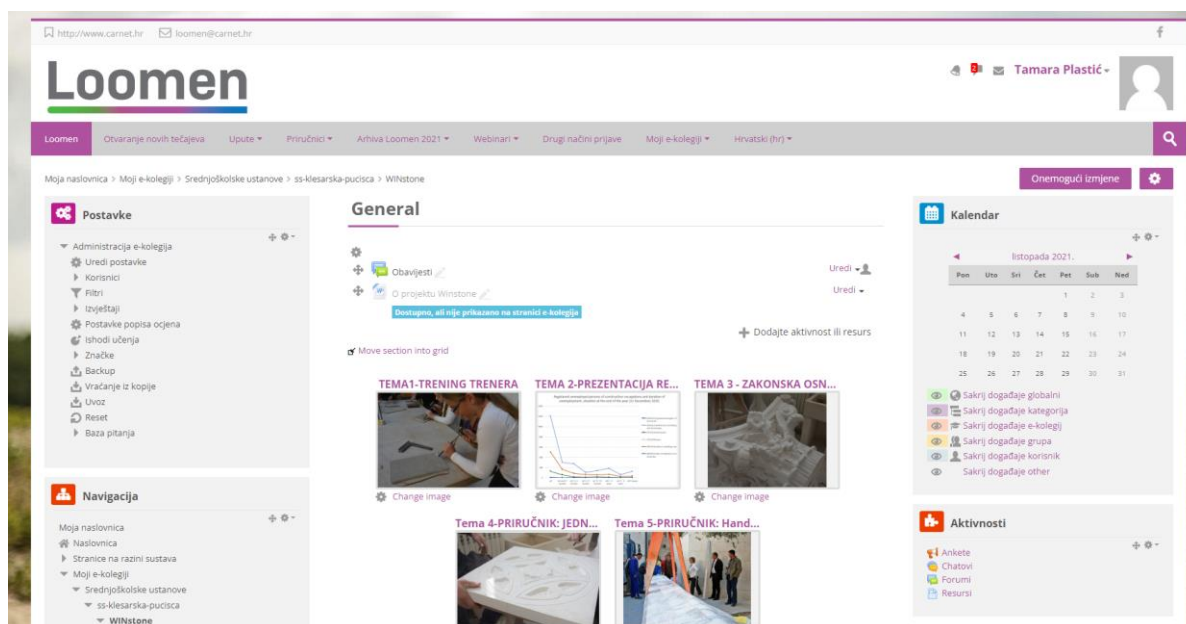 http://www.carnet.hr loomen@carnet.hr f
Loomen
2 Tamara Plastić
Loomen Otvaranje novih tečajeva Upute Priručnici Arhiva Loomen 2021 Webinari Drugi načini prijave Moji e-kolegiji Hrvatski (hr)
Moja naslovnica > Moji e-kolegiji > Srednjoškolske ustanove > ss-klesarska-pucisca > WINstone
Onemogući izmjene
Postavke
Administracija e-kolegija
Uredi postavke
Korisnici
Filtri
Izvještaji
Postavke popisa ocjena
Ishodi učenja
Značke
Backup
Vraćanje iz kopije
Uvoz
Reset
Baza pitanja
Navigacija
Moja naslovnica
Naslovnica
Stranice na razini sustava
Moji e-kolegiji
Srednjoškolske ustanove
ss-klesarska-pucisca
WINstone
General
Obavijesti Uredi
O projektu Winstone Uredi
Dostupno, ali nije prikazano na stranici e-kolegija
Dodajte aktivnost ili resurs
Move section into grid
TEMA1-TRENING TRENERA
Change image
TEMA 2-PREZENTACIJA RE...
Change image
TEMA 3 - ZAKONSKA OSN...
Change image
Tema 4-PRIRUČNIK: JEDN...
Tema 5-PRIRUČNIK: Hand...
Kalendar
listopada 2021.
Pon Uto Sri Čet Pet Sub Ned
1 2 3
4 5 6 7 8 9 10
11 12 13 14 15 16 17
18 19 20 21 22 23 24
25 26 27 28 29 30 31
Sakrij događaje globalni
Sakrij događaje kategorija
Sakrij događaje e-kolegij
Sakrij događaje grupa
Sakrij događaje korisnik
Sakrij događaje other
Aktivnosti
Ankete
Chatovi
Forumi
Resursi